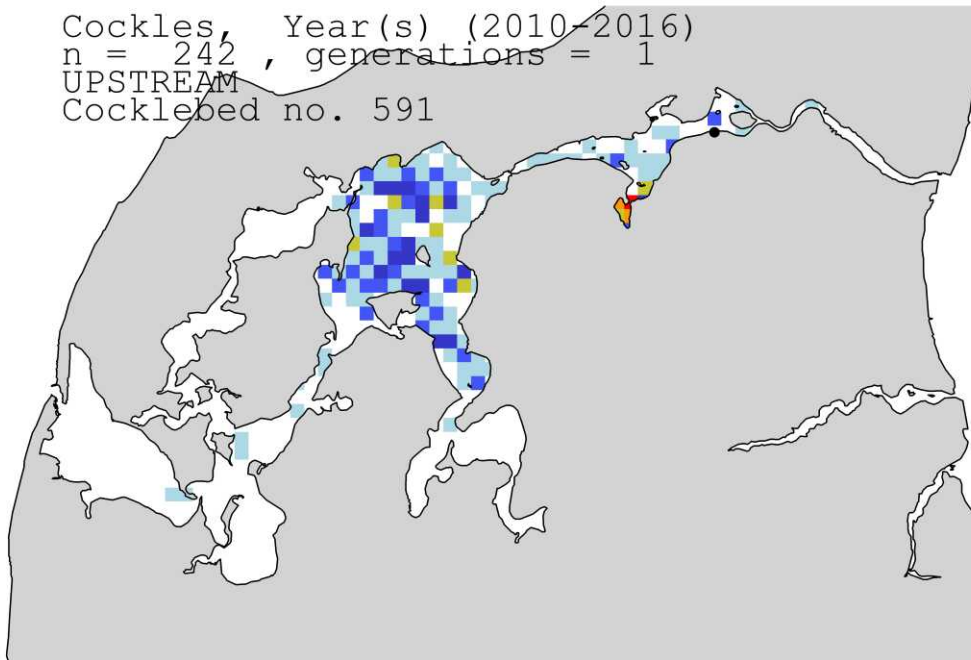 Cockles, Year(s) (2010-2016)
n = 242 , generations = 1
UPSTREAM
Cocklebed no. 591